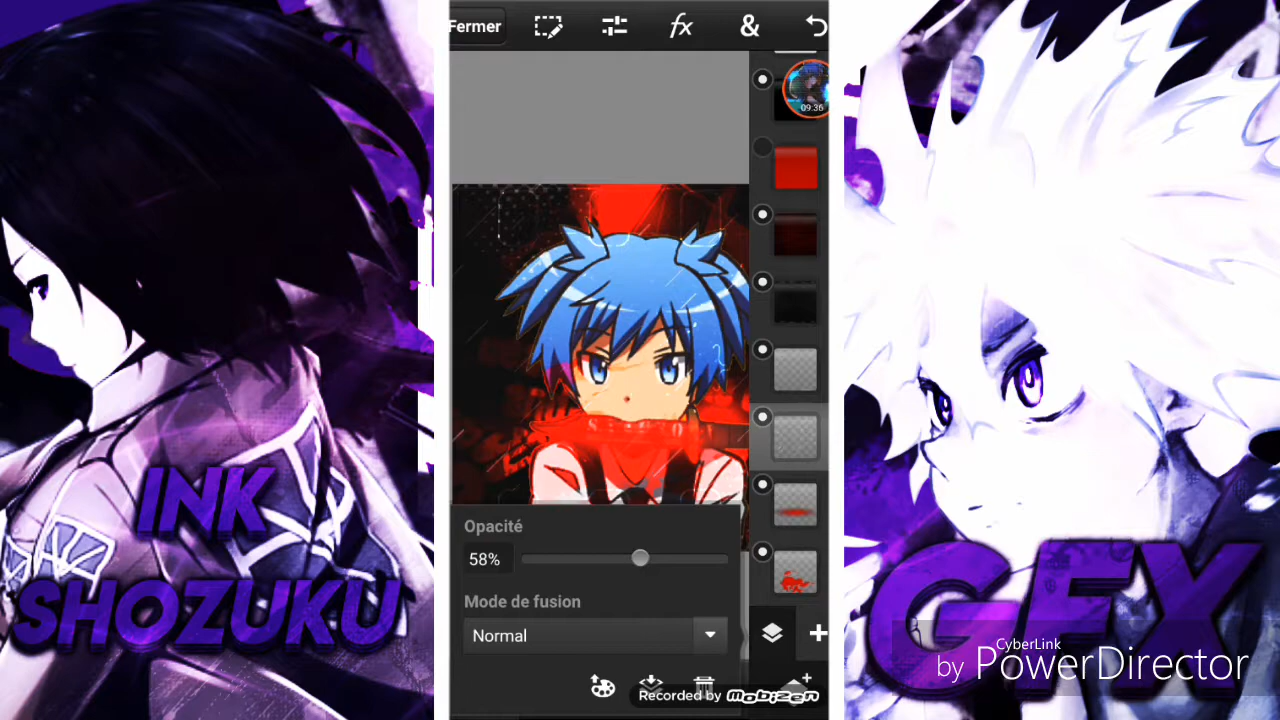 Fermer
fx
&
09:36
INK
SHOZUKU
Opacité
58%
Mode de fusion
Normal
Recorded by mobizen
GFX
CyberLink
by PowerDirector